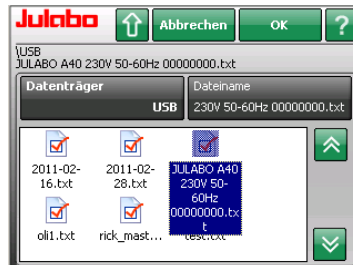 Julabo
Abbrechen
OK
?
\USB
JULABO A40 230V 50-60Hz 00000000.txt
Datenträger
USB
Dateiname
230V 50-60Hz 00000000.txt
2011-02-
16.txt
2011-02-
28.txt
JULABO A40
230V 50-
60Hz
00000000.tx
t
oli1.txt
rick_mast...
test.txt